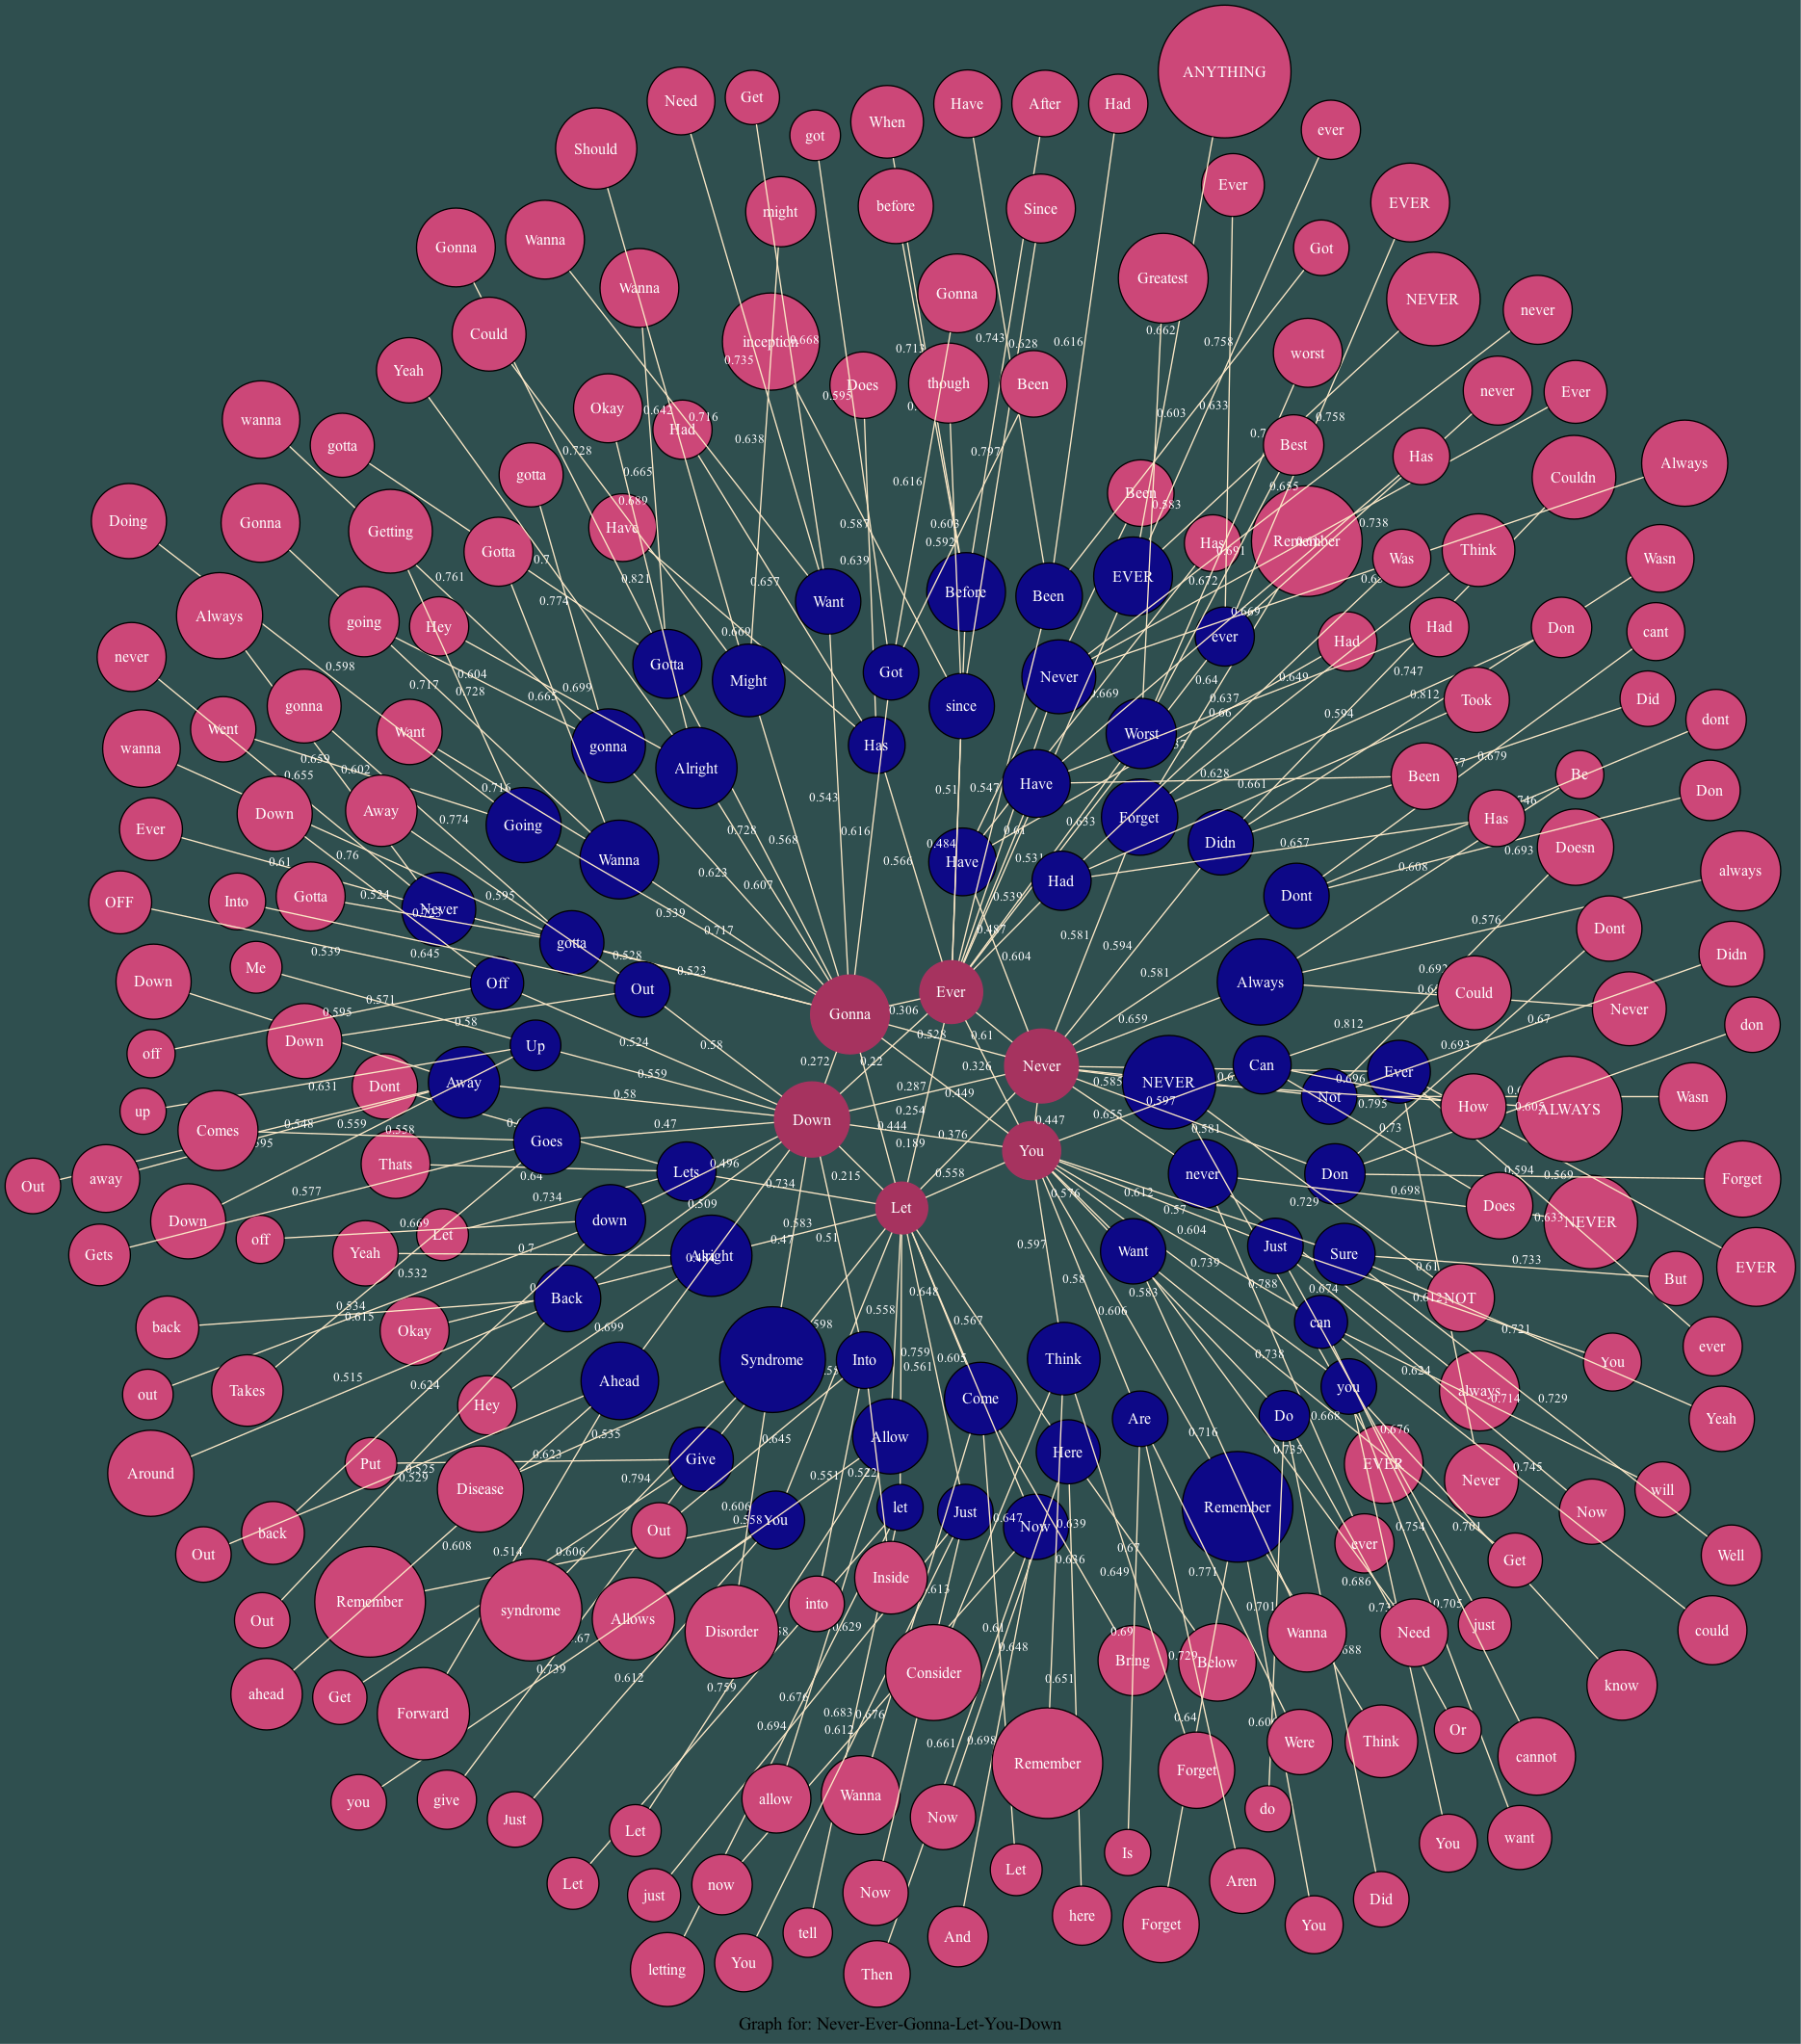 ANYTHING
Need
Get
got
When
Have
After
Had
ever
Should
might
before
Since
Ever
EVER
Gonna
Wanna
Wanna
Gonna
Greatest
Got
NEVER
never
Could
inception
0.668
0.735
0.713
0.743
0.628
0.616
0.662
0.758
worst
Yeah
Okay
Had
Does
though
Been
never
Ever
wanna
gotta
0.642
0.716
0.638
0.595
0.603
0.633
0.758
Best
Has
Always
gotta
0.728
0.665
0.797
Couldn
Doing
Gonna
Getting
Gotta
0.689
Have
0.616
Been
0.583
0.655
0.738
Remember
Think
0.7
0.587
0.603
0.592
Has
0.691
Was
Wasn
Always
going
Hey
0.761
0.774
0.821
0.657
0.639
Want
Before
Been
EVER
0.672
0.669
ever
Had
Had
Don
cant
never
0.598
0.717
0.604
0.728
0.665
0.699
0.669
Gotta
Might
Got
Never
0.669
0.64
0.637
0.66
0.649
0.747
0.812
0.594
Took
Did
dont
wanna
Went
gonna
Want
gonna
Alright
Has
since
Worst
0.679
0.659
0.655
0.602
0.716
0.543
0.51
0.547
Have
0.628
0.661
Been
Be
Don
Ever
Down
Away
0.774
Going
Wanna
0.728
0.568
0.616
0.484
0.633
Forget
Didn
0.657
Has
0.693
Doesn
0.61
0.76
0.623
0.607
0.566
Have
0.531
Had
0.608
always
OFF
Into
Gotta
0.524
Never
0.595
gotta
0.539
0.717
0.539
0.487
0.581
0.594
Dont
0.576
Dont
Me
0.539
0.645
0.528
0.523
0.604
0.581
Didn
Down
Off
Out
Ever
Always
0.692
Could
Never
0.571
0.595
0.58
Gonna
0.306
0.528
0.61
0.659
0.812
0.67
don
off
Down
Up
0.524
0.58
0.272
0.22
0.326
Never
0.693
0.631
Dont
Away
0.559
0.58
0.287
0.585
NEVER
0.597
Can
0.696
Not
0.795
Ever
How
0.605
ALWAYS
Wasn
up
Comes
0.548
0.559
0.558
0.47
Down
0.254
0.444
0.189
0.449
0.376
0.447
0.655
0.581
0.73
Out
away
Thats
Goes
Lets
0.496
0.734
0.215
You
0.558
0.576
never
Don
0.594
0.569
Forget
Gets
0.577
Down
0.64
0.734
0.509
Let
0.612
0.57
0.729
0.698
Does
0.633
NEVER
off
Yeah
0.669
Let
down
0.583
0.47
0.51
0.597
0.604
Just
Sure
0.733
But
EVER
0.7
0.532
Alright
Want
0.739
0.788
0.61
back
0.534
0.615
Okay
Back
0.648
0.58
0.583
0.674
0.612
NOT
0.699
0.558
0.567
0.606
can
0.721
ever
out
Takes
0.515
0.624
Ahead
Syndrome
Into
0.759
0.561
0.605
Think
0.738
0.624
You
Around
Hey
0.535
Come
Are
you
Do
0.668
always
0.714
0.729
Yeah
Put
0.525
0.529
0.623
Disease
Give
0.645
Allow
Here
0.716
0.735
0.676
EVER
Never
0.745
will
Out
back
0.794
0.606
0.558
You
0.551
0.522
let
Just
0.647
Now
0.639
Remember
Now
Well
0.608
0.514
0.606
Out
0.636
0.67
0.649
0.771
0.754
0.761
ever
Get
Out
Remember
syndrome
Allows
Disorder
into
Inside
0.686
0.705
just
could
0.629
0.648
Bring
Below
0.701
Wanna
Need
ahead
Get
Forward
0.739
0.612
0.759
0.676
0.683
0.676
Consider
0.651
0.64
know
0.694
0.612
0.661
0.698
Remember
Forget
Were
Think
Or
cannot
you
give
Just
Let
allow
Wanna
Now
do
You
want
Let
just
now
Now
Let
Is
Aren
Did
letting
You
tell
Then
And
here
Forget
You
Graph for: Never-Ever-Gonna-Let-You-Down